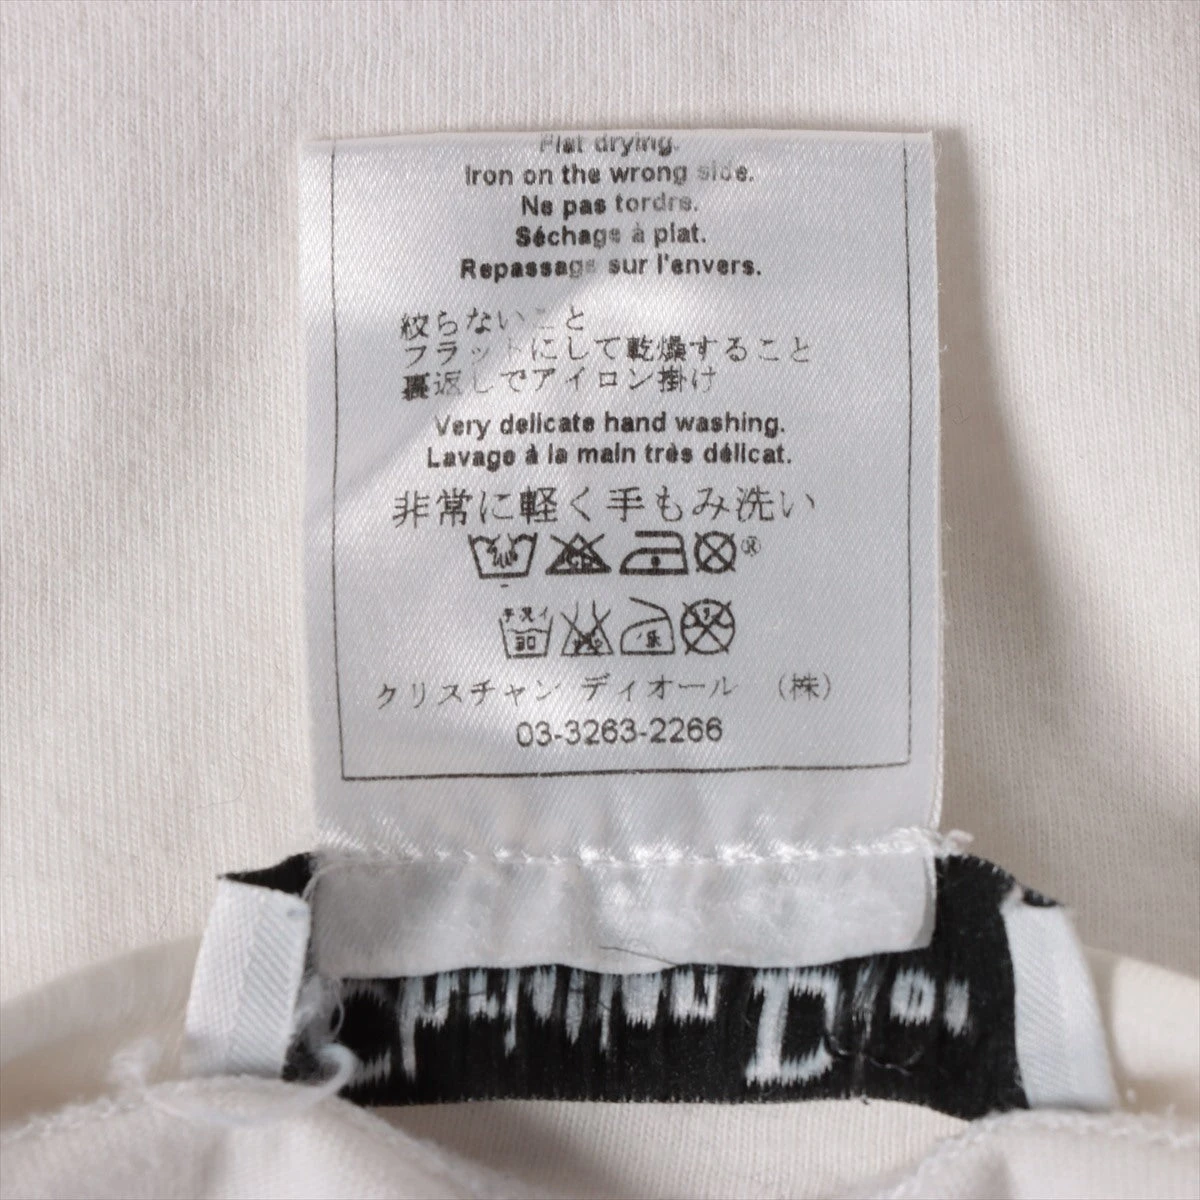 Flat drying.
Iron on the wrong side.
Ne pas tordre.
Séchage à plat.
Repassage sur l'envers.
絞らないこと
フラットにして乾燥すること
裏返しでアイロン掛け
Very delicate hand washing.
Lavage à la main très délicat.
非常に軽く手もみ洗い
®
手洗イ
30
クリスチャン ディオール (株)
03-3263-2266